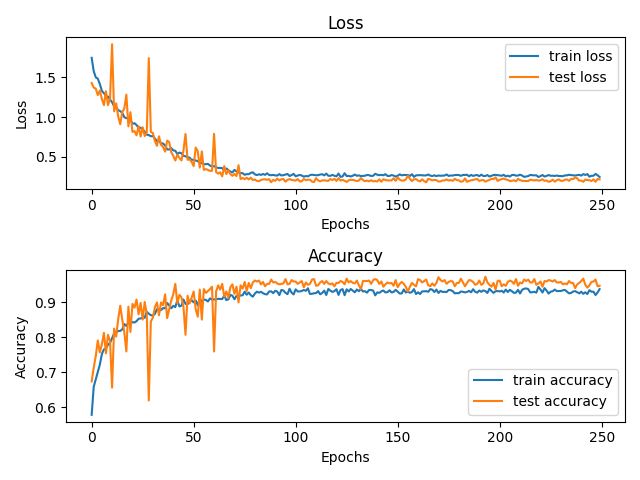 Loss
Loss
1.5
1.0
0.5
train loss
test loss
0 50 100 150 200 250
Epochs
Accuracy
Accuracy
0.9
0.8
0.7
0.6
train accuracy
test accuracy
0 50 100 150 200 250
Epochs